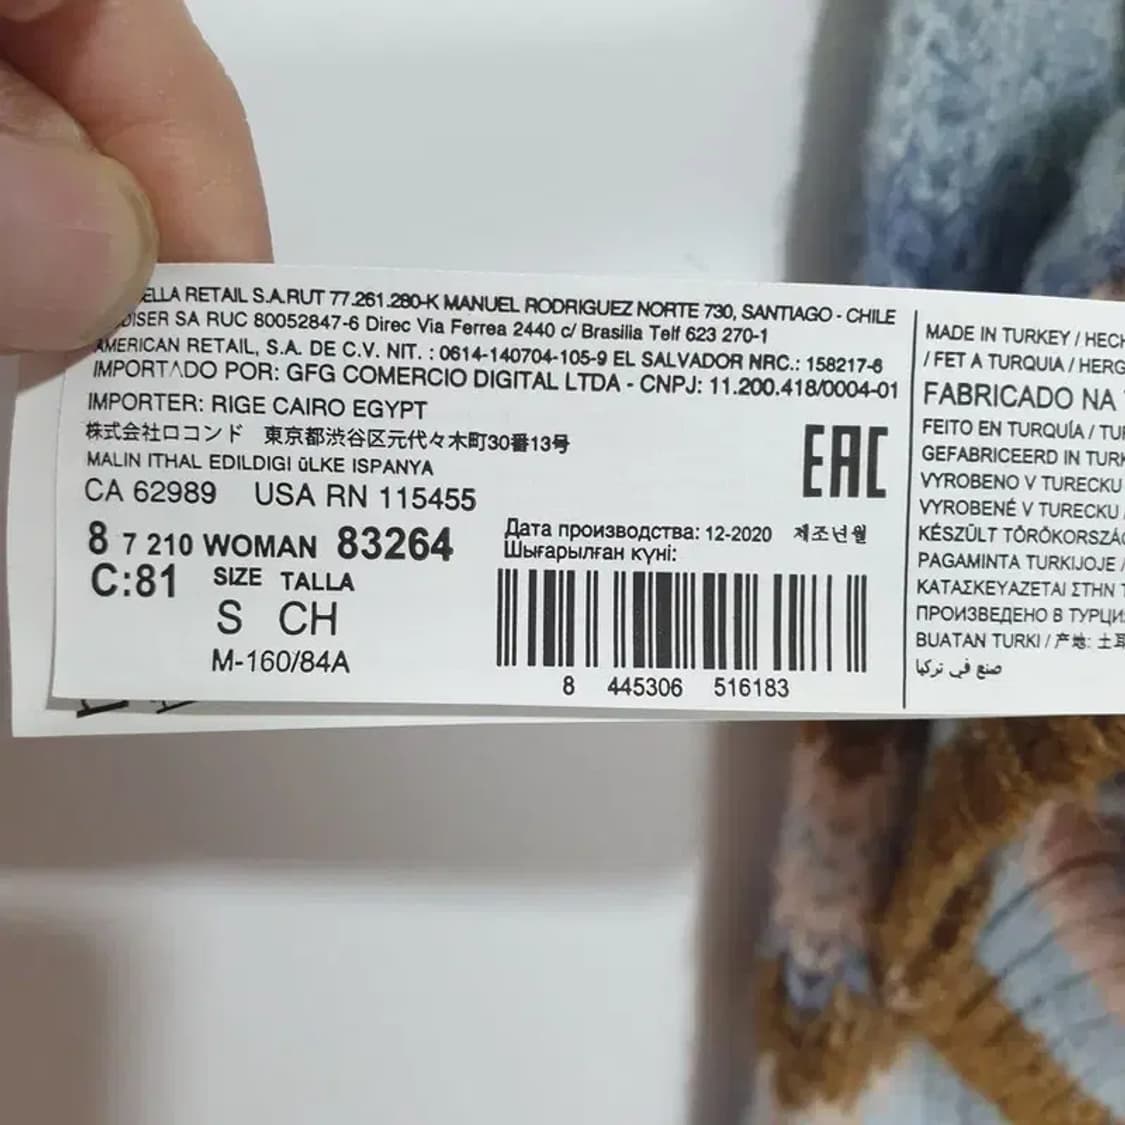 ELLA RETAIL S.A.RUT 77.261.280-K MANUEL RODRIGUEZ NORTE 730, SANTIAGO - CHILE
DISER SA RUC 80052847-6 Direc Via Ferrea 2440 c/ Brasilia Telf 623 270-1
AMERICAN RETAIL, S.A. DE C.V. NIT. : 0614-140704-105-9 EL SALVADOR NRC.: 158217-6
IMPORTADO POR: GFG COMERCIO DIGITAL LTDA - CNPJ: 11.200.418/0004-01
IMPORTER: RIGE CAIRO EGYPT
株式会社ロコンド 東京都渋谷区元代々木町30番13号
MALIN ITHAL EDILDIGI üLKE ISPANYA
CA 62989 USA RN 115455
EAC
8 7 210 WOMAN 83264
C:81 SIZE TALLA
S CH
M-160/84A
Дата производства: 12-2020 제조년월
Шығарылған күні:
8 445306 516183
MADE IN TURKEY / HECH
/ FET A TURQUIA / HERG
FABRICADO NA
FEITO EN TURQUÍA / TUR
GEFABRICEERD IN TURK
VYROBENO V TURECKU
VYROBENÉ V TURECKU /
KÉSZÜLT TÖRÖKORSZÁG
PAGAMINTA TURKIJOJE /
ΚΑΤΑΣΚΕΥΑΖΕΤΑΙ ΣΤΗΝ Τ
ПРОИЗВЕДЕНО В ТУРЦИ
BUATAN TURKI / 产地: 土耳
صنع في تركيا